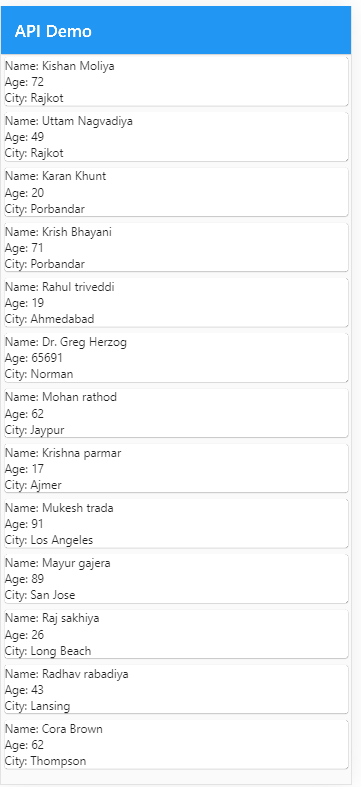 API Demo
Name: Kishan Moliya
Age: 72
City: Rajkot
Name: Uttam Nagvadiya
Age: 49
City: Rajkot
Name: Karan Khunt
Age: 20
City: Porbandar
Name: Krish Bhayani
Age: 71
City: Porbandar
Name: Rahul triveddi
Age: 19
City: Ahmedabad
Name: Dr. Greg Herzog
Age: 65691
City: Norman
Name: Mohan rathod
Age: 62
City: Jaypur
Name: Krishna parmar
Age: 17
City: Ajmer
Name: Mukesh trada
Age: 91
City: Los Angeles
Name: Mayur gajera
Age: 89
City: San Jose
Name: Raj sakhiya
Age: 26
City: Long Beach
Name: Radhav rabadiya
Age: 43
City: Lansing
Name: Cora Brown
Age: 62
City: Thompson